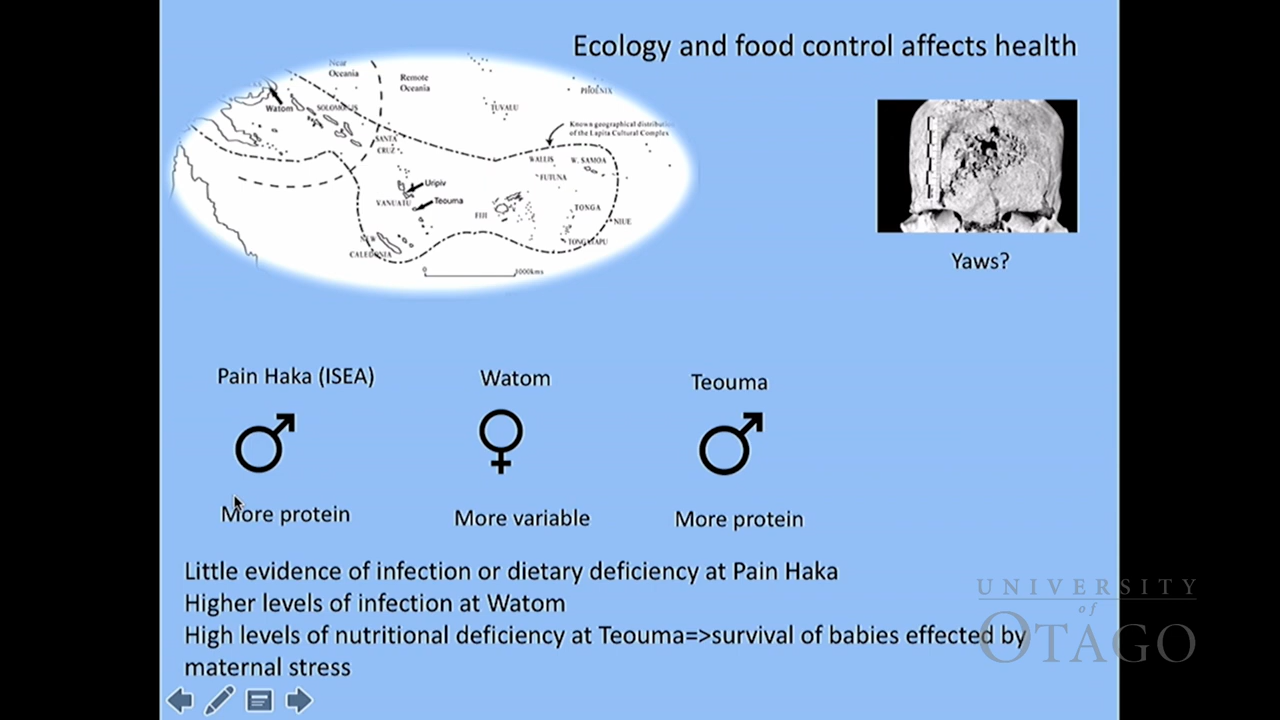 Ecology and food control affects health
Near
Oceania
Remote
Oceania
PHOENIX
Watom
SOLOMONS
TUVALU
Known geographical distribution
of the Lapita Cultural Complex
SANTA
CRUZ
WALLIS
W. SAMOA
FUTUNA
Uripiv
VANUATU
Teouma
FIJI
TONGA
NIUE
NEW
CALEDONIA
TONGATAPU
0
1000kms
Yaws?
Pain Haka (ISEA)
Watom
Teouma
More protein
More variable
More protein
Little evidence of infection or dietary deficiency at Pain Haka
Higher levels of infection at Watom
High levels of nutritional deficiency at Teouma=>survival of babies effected by
maternal stress
UNIVERSITY
of
OTAGO